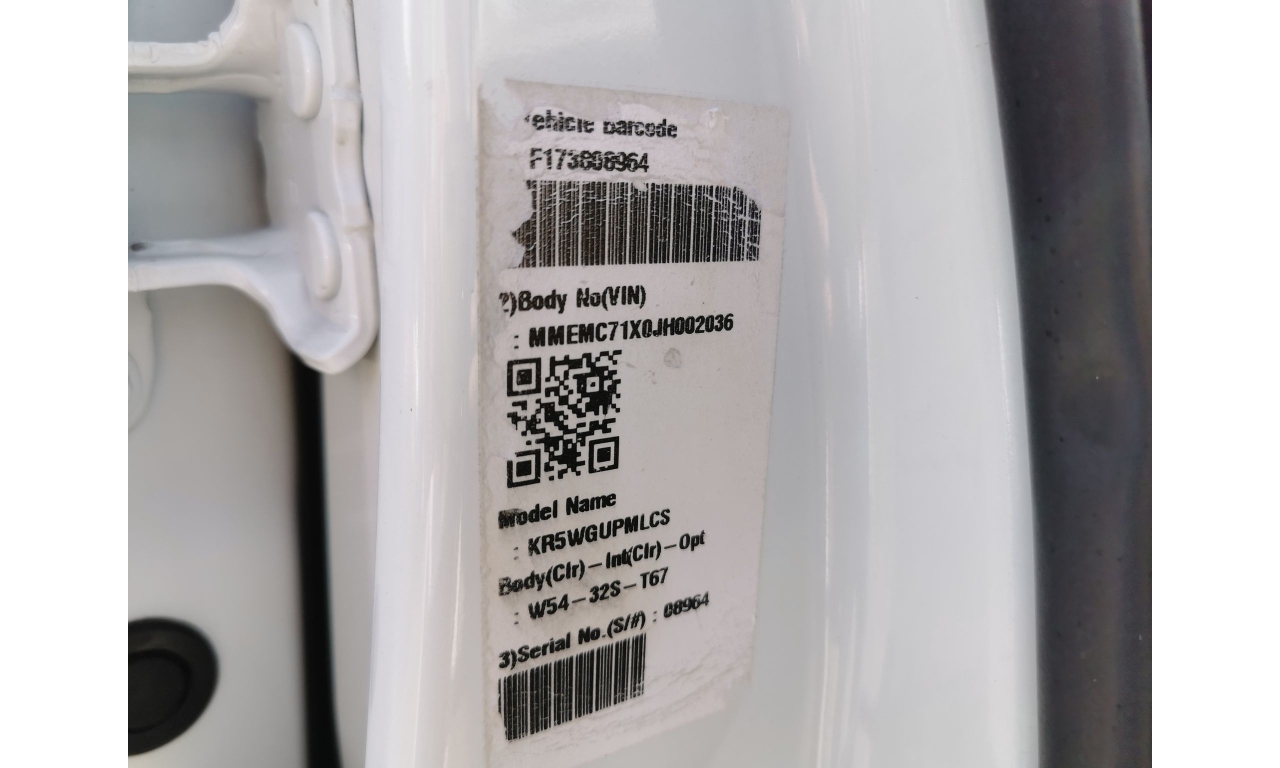 Vehicle Barcode
F173808964
2)Body No(VIN)
: MMEMC71X0JH002036
Model Name
: KR5WGUPMLCS
Body(Clr)-Int(Clr)-Opt
: W54-32S-T67
3)Serial No.(S/#) : 08964